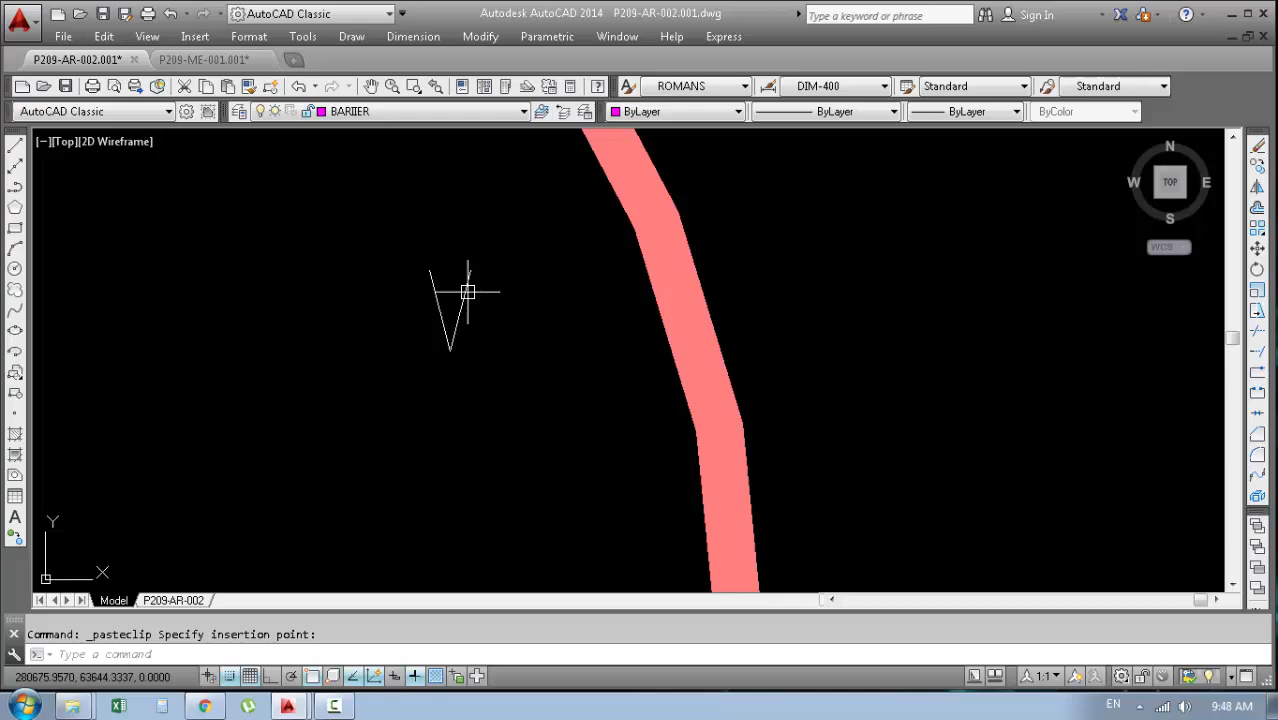 AutoCAD Classic
Autodesk AutoCAD 2014 P209-AR-002.001.dwg
Type a keyword or phrase
Sign In
File Edit View Insert Format Tools Draw Dimension Modify Parametric Window Help Express
P209-AR-002.001*
P209-ME-001.001*
ROMANS
DIM-400
Standard
Standard
AutoCAD Classic
BARIIER
ByLayer
ByLayer
ByLayer
ByColor
[−][Top][2D Wireframe]
N
W TOP E
S
WCS
V
Y
X
Model P209-AR-002
Command: _pasteclip Specify insertion point:
Type a command
280675.9570, 63644.3337, 0.0000
A
1:1
EN
9:48 AM